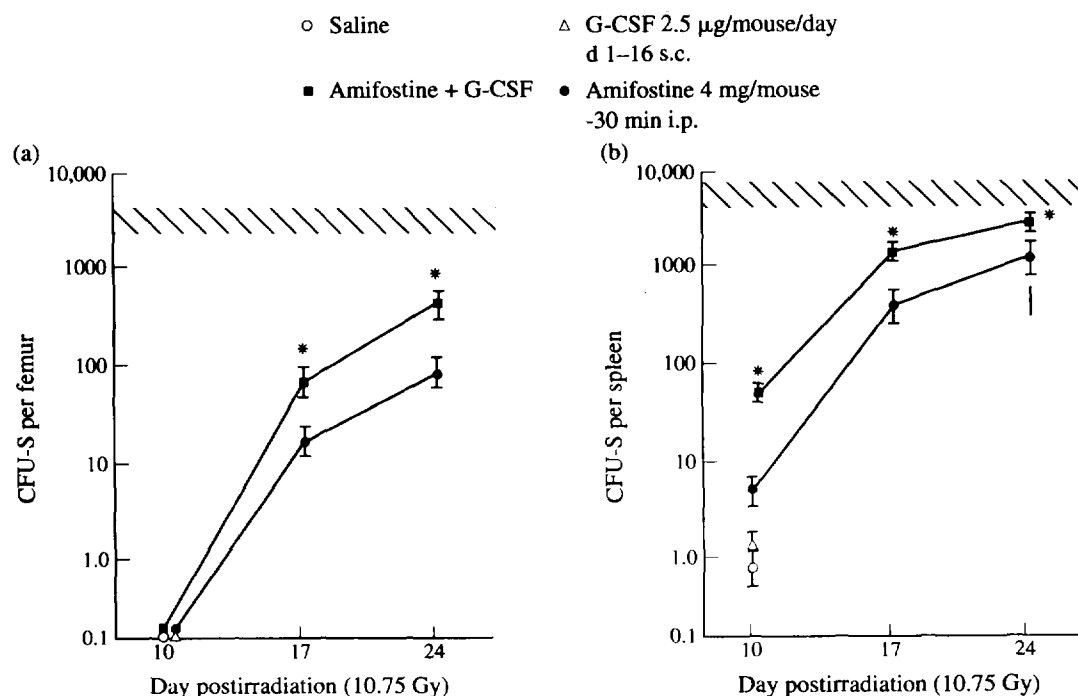 ○ Saline
△ G-CSF 2.5 μg/mouse/day
d 1–16 s.c.
■ Amifostine + G-CSF
● Amifostine 4 mg/mouse
-30 min i.p.
(a)
10,000
1000
100
10
1.0
0.1
CFU-S per femur
*
*
10
17
24
Day postirradiation (10.75 Gy)
(b)
10,000
1000
100
10
1.0
0.1
CFU-S per spleen
*
*
*
10
17
24
Day postirradiation (10.75 Gy)